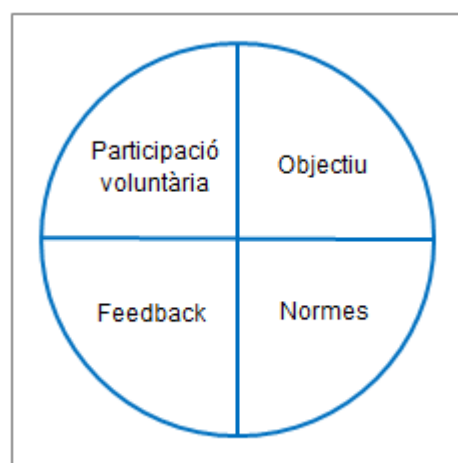 Participació
voluntària
Objectiu
Feedback
Normes